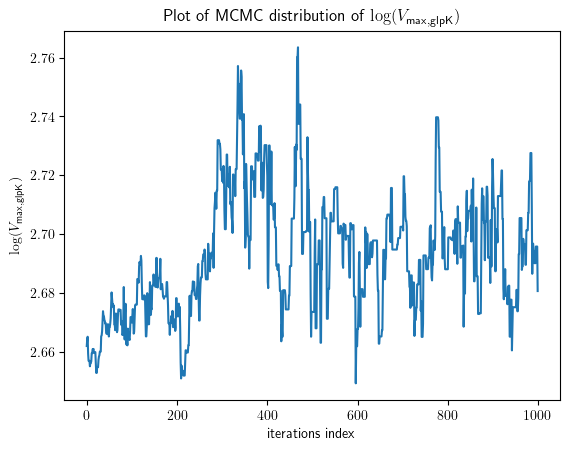 Plot of MCMC distribution of log(V_max,glpK)
log(V_max,glpK)
2.76
2.74
2.72
2.70
2.68
2.66
0 200 400 600 800 1000
iterations index